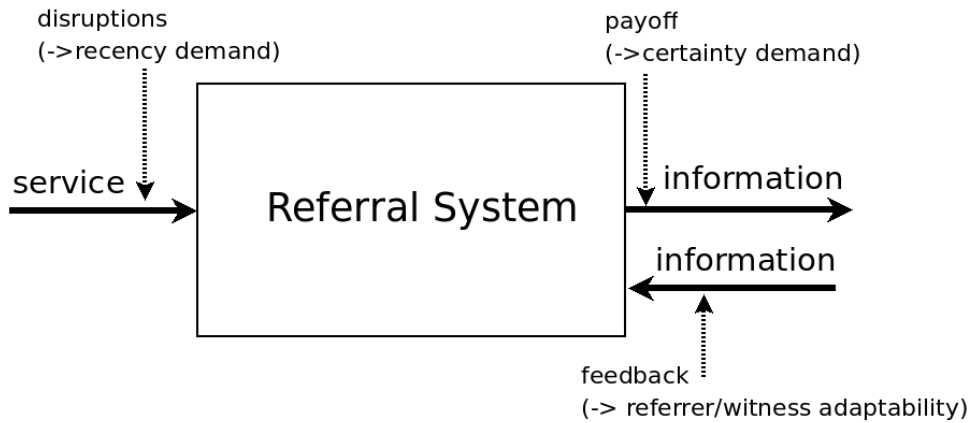 disruptions
(->recency demand)
payoff
(->certainty demand)
service
Referral System
information
information
feedback
(-> referrer/witness adaptability)